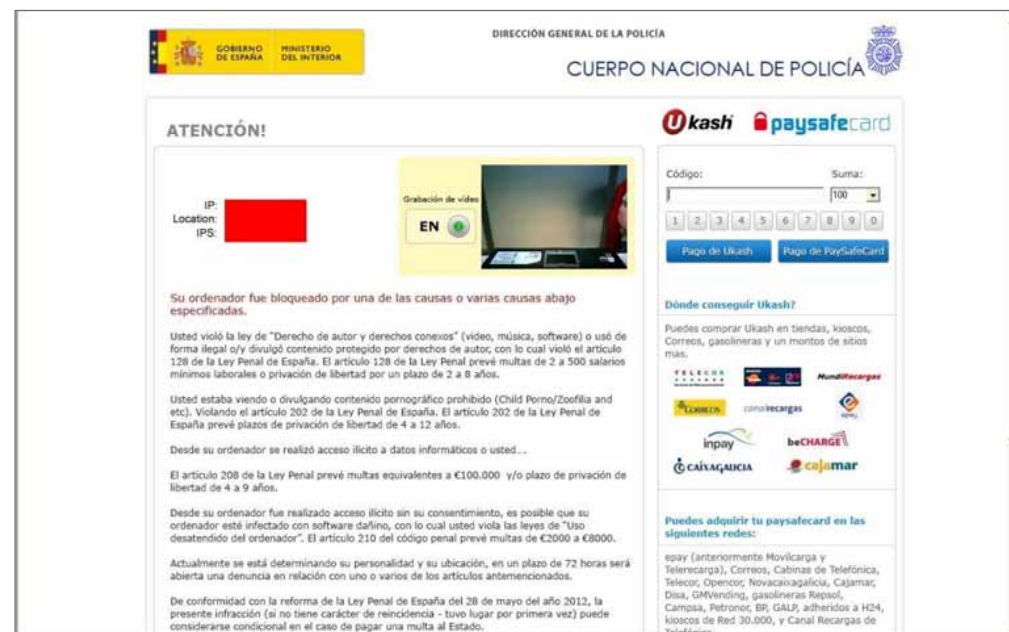 GOBIERNO DE ESPAÑA
MINISTERIO DEL INTERIOR
DIRECCIÓN GENERAL DE LA POLICÍA
CUERPO NACIONAL DE POLICÍA
ATENCIÓN!
Ukash paysafecard
IP:
Location:
IPS:
Grabación de vídeo
EN
Su ordenador fue bloqueado por una de las causas o varias causas abajo
especificadas.
Usted violó la ley de "Derecho de autor y derechos conexos" (video, música, software) o usó de
forma ilegal o/y divulgó contenido protegido por derechos de autor, con lo cual violó el artículo
128 de la Ley Penal de España. El artículo 128 de la Ley Penal prevé multas de 2 a 500 salarios
mínimos laborales o privación de libertad por un plazo de 2 a 8 años.
Usted estaba viendo o divulgando contenido pornográfico prohibido (Child Porno/Zoofilia and
etc). Violando el artículo 202 de la Ley Penal de España. El artículo 202 de la Ley Penal de
España prevé plazos de privación de libertad de 4 a 12 años.
Desde su ordenador se realizó acceso ilícito a datos informáticos o usted...
El artículo 208 de la Ley Penal prevé multas equivalentes a €100.000 y/o plazo de privación de
libertad de 4 a 9 años.
Desde su ordenador fue realizado acceso ilícito sin su consentimiento, es posible que su
ordenador esté infectado con software dañino, con lo cual usted viola las leyes de "Uso
desatendido del ordenador". El artículo 210 del código penal prevé multas de €2000 a €8000.
Actualmente se está determinando su personalidad y su ubicación, en un plazo de 72 horas será
abierta una denuncia en relación con uno o varios de los artículos antemencionados.
De conformidad con la reforma de la Ley Penal de España del 28 de mayo del año 2012, la
presente infracción (si no tiene carácter de reincidencia - tuvo lugar por primera vez) puede
considerarse condicional en el caso de pagar una multa al Estado.
Código: Suma:
100
1 2 3 4 5 6 7 8 9 0
Pago de Ukash Pago de PaySafeCard
Dónde conseguir Ukash?
Puedes comprar Ukash en tiendas, kioscos,
Correos, gasolineras y un montos de sitios
mas.
TELECOR
MundiRecargas
CORREOS canalrecargas epay
inpay beCHARGE
CAIXAGALICIA cajamar
Puedes adquirir tu paysafecard en las
siguientes redes:
epay (anteriormente Movilcarga y
Telerecarga), Correos, Cabinas de Telefónica,
Telecor, Opencor, Novacaixagalicia, Cajamar,
Disa, GMVending, gasolineras Repsol,
Campsa, Petronor, BP, GALP, adheridos a H24,
kioscos de Red 30.000, y Canal Recargas de
Telefónica